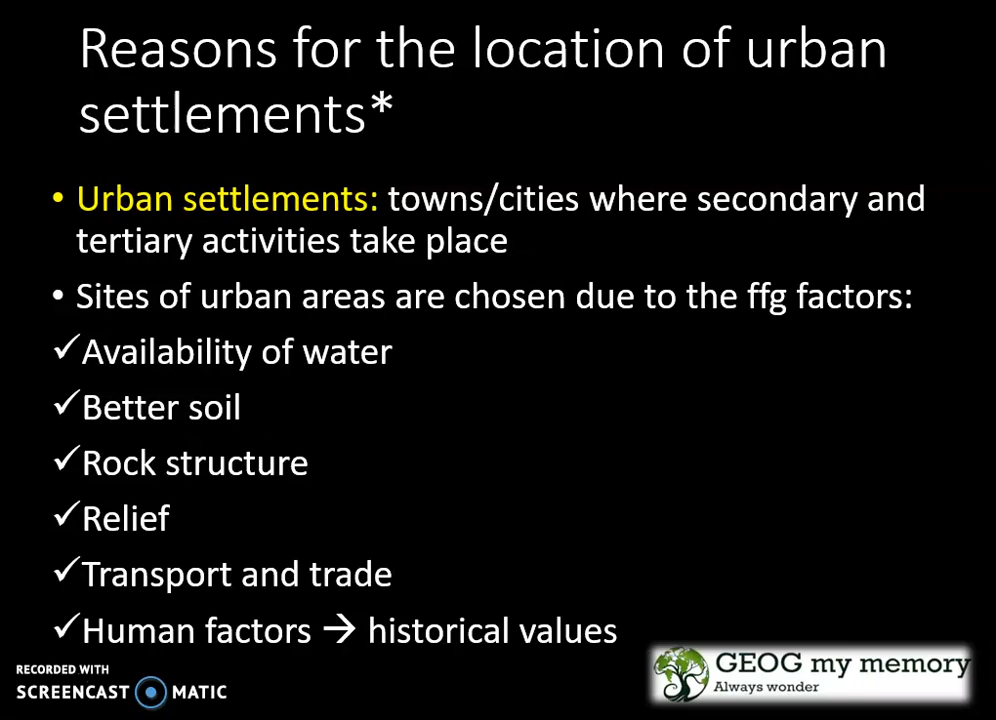 Reasons for the location of urban
settlements*
• Urban settlements: towns/cities where secondary and
tertiary activities take place
• Sites of urban areas are chosen due to the ffg factors:
✓Availability of water
✓Better soil
✓Rock structure
✓Relief
✓Transport and trade
✓Human factors → historical values
RECORDED WITH
SCREENCAST MATIC
GEOG my memory
Always wonder